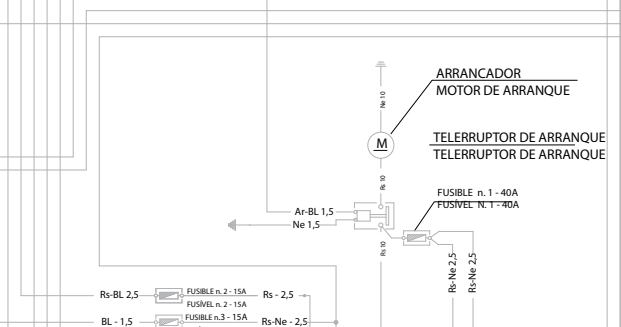 ARRANCADOR
MOTOR DE ARRANQUE
Ne 10
M
TELERRUPTOR DE ARRANQUE
TELERRUPTOR DE ARRANQUE
Rs 10
FUSIBLE n. 1 - 40A
FUSÍVEL N. 1 - 40A
Ar-BL 1,5
Ne 1,5
Rs 10
Rs-Ne 2,5
Rs-Ne 2,5
Rs-BL 2,5
FUSIBLE n. 2 - 15A
Rs - 2,5
FUSÍVEL n. 2 - 15A
BL - 1,5
FUSIBLE n.3 - 15A
Rs-Ne - 2,5